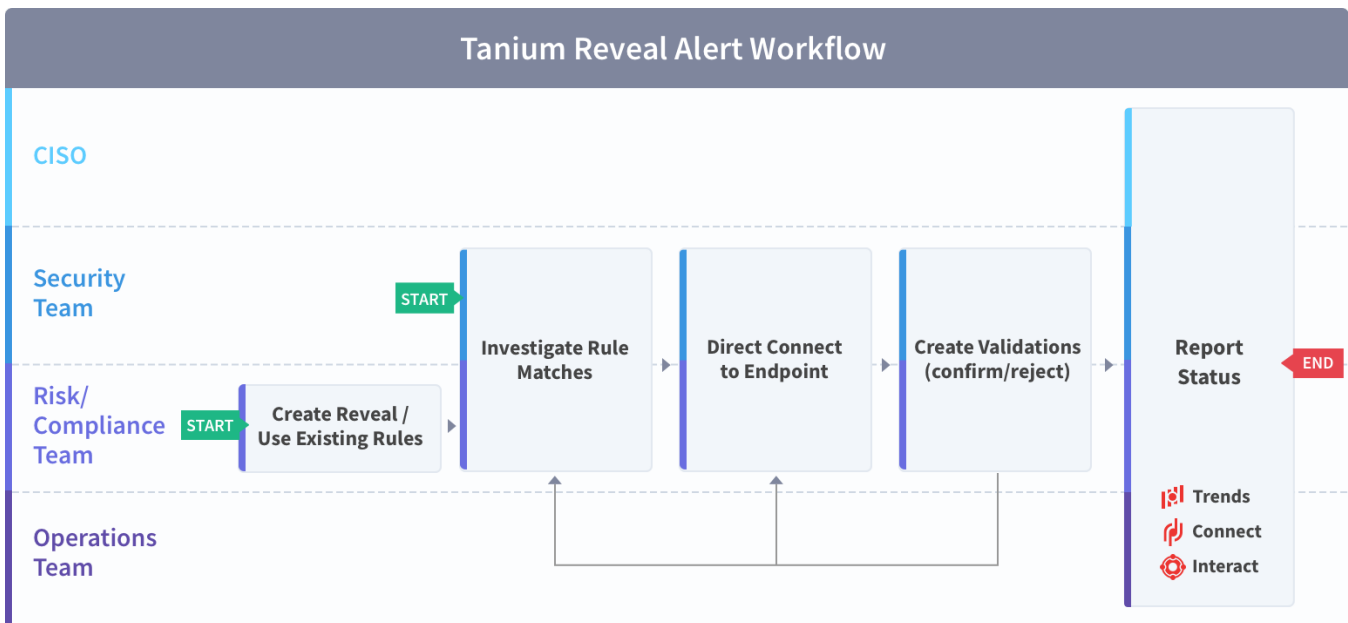 Tanium Reveal Alert Workflow
CISO
Security
Team
START
Investigate Rule
Matches
Direct Connect
to Endpoint
Create Validations
(confirm/reject)
Report
Status
END
Risk/
Compliance
Team
START
Create Reveal /
Use Existing Rules
Operations
Team
Trends
Connect
Interact